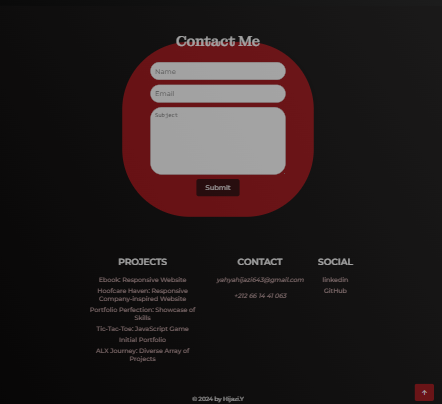 Contact Me
Name
Email
Subject
Submit
PROJECTS
Ebook: Responsive Website
Hoofcare Haven: Responsive
Company-inspired Website
Portfolio Perfection: Showcase of
Skills
Tic-Tac-Toe: JavaScript Game
Initial Portfolio
ALX Journey: Diverse Array of
Projects
CONTACT
yahyahijazi643@gmail.com
+212 66 14 41 063
SOCIAL
linkedin
GitHub
© 2024 by Hijazi.Y